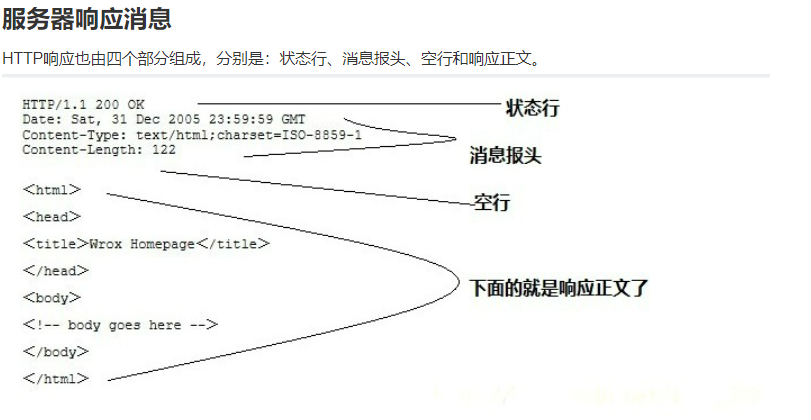 服务器响应消息
HTTP响应也由四个部分组成，分别是：状态行、消息报头、空行和响应正文。
HTTP/1.1 200 OK
状态行
Date: Sat, 31 Dec 2005 23:59:59 GMT
Content-Type: text/html;charset=ISO-8859-1
Content-Length: 122
消息报头
<html>
空行
<head>
<title>Wrox Homepage</title>
</head>
下面的就是响应正文了
<body>
<!-- body goes here -->
</body>
</html>